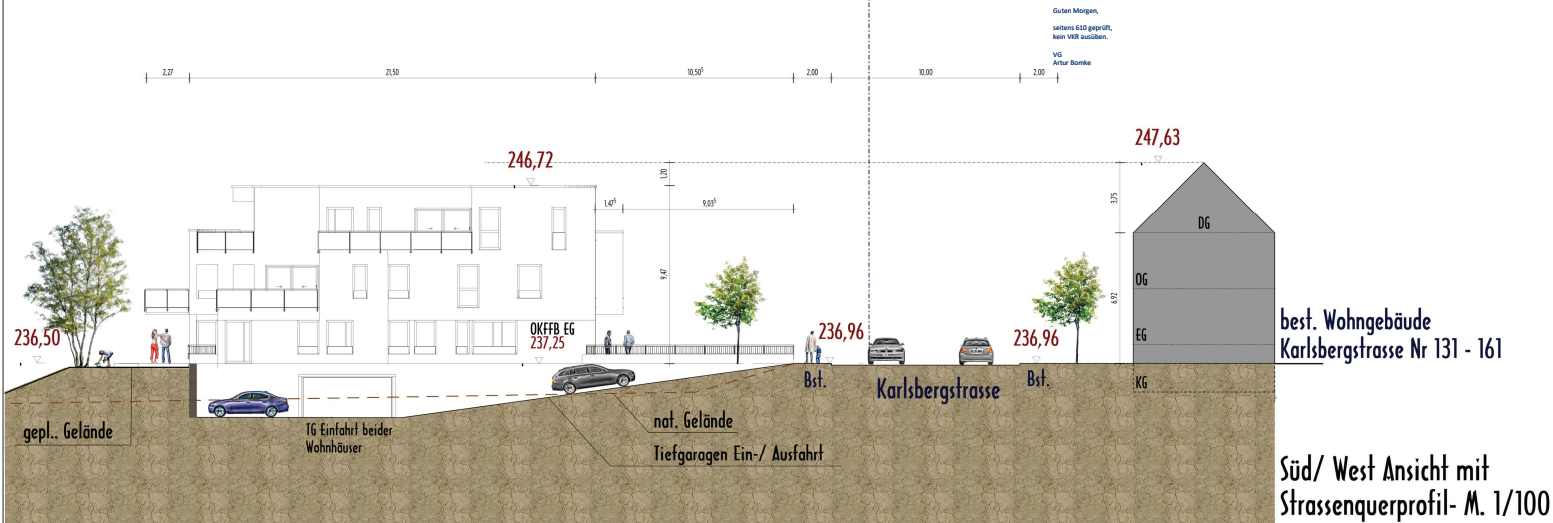 Guten Morgen,
seitens 610 geprüft,
kein VKR ausüben.
VG
Artur Bomke
2,27
21,50
10,50⁵
2,00
10,00
2,00
246,72
247,63
1,20
1.47⁵
9,03⁵
9,47
3,75
6,92
DG
OG
EG
KG
236,50
OKFFB EG
237,25
236,96
236,96
best. Wohngebäude
Karlsbergstrasse Nr 131 - 161
Bst.
Karlsbergstrasse
Bst.
gepl.. Gelände
TG Einfahrt beider
Wohnhäuser
nat. Gelände
Tiefgaragen Ein-/ Ausfahrt
Süd/ West Ansicht mit
Strassenquerprofil- M. 1/100